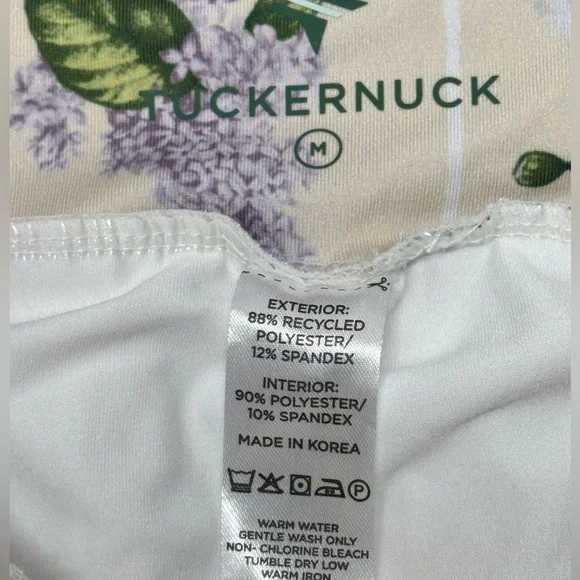 TUCKERNUCK
M
EXTERIOR:
88% RECYCLED
POLYESTER/
12% SPANDEX
INTERIOR:
90% POLYESTER/
10% SPANDEX
MADE IN KOREA
P
WARM WATER
GENTLE WASH ONLY
NON- CHLORINE BLEACH
TUMBLE DRY LOW
WARM IRON